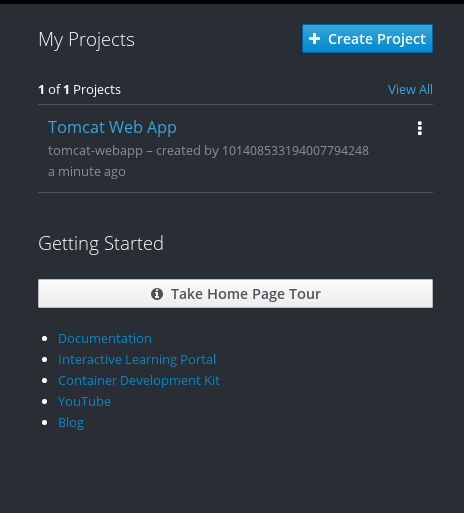 My Projects
Create Project
1 of 1 Projects
View All
Tomcat Web App
tomcat-webapp – created by 101408533194007794248
a minute ago
Getting Started
Take Home Page Tour
Documentation
Interactive Learning Portal
Container Development Kit
YouTube
Blog